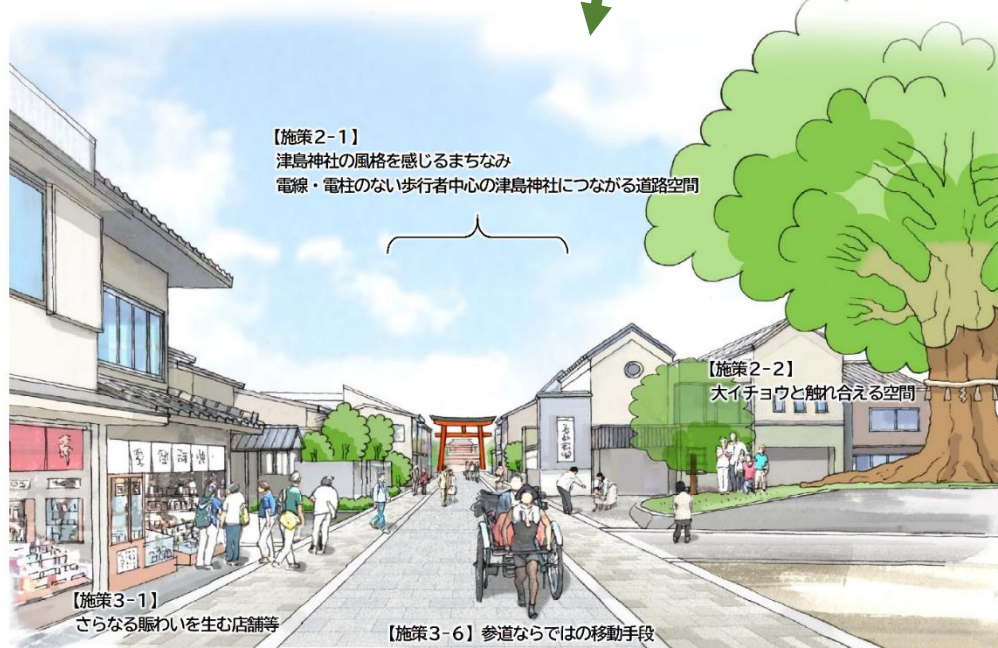 【施策2-1】
津島神社の風格を感じるまちなみ
電線・電柱のない歩行者中心の津島神社につながる道路空間
【施策2-2】
大イチョウと触れ合える空間
【施策3-1】
さらなる賑わいを生む店舗等
【施策3-6】参道ならではの移動手段